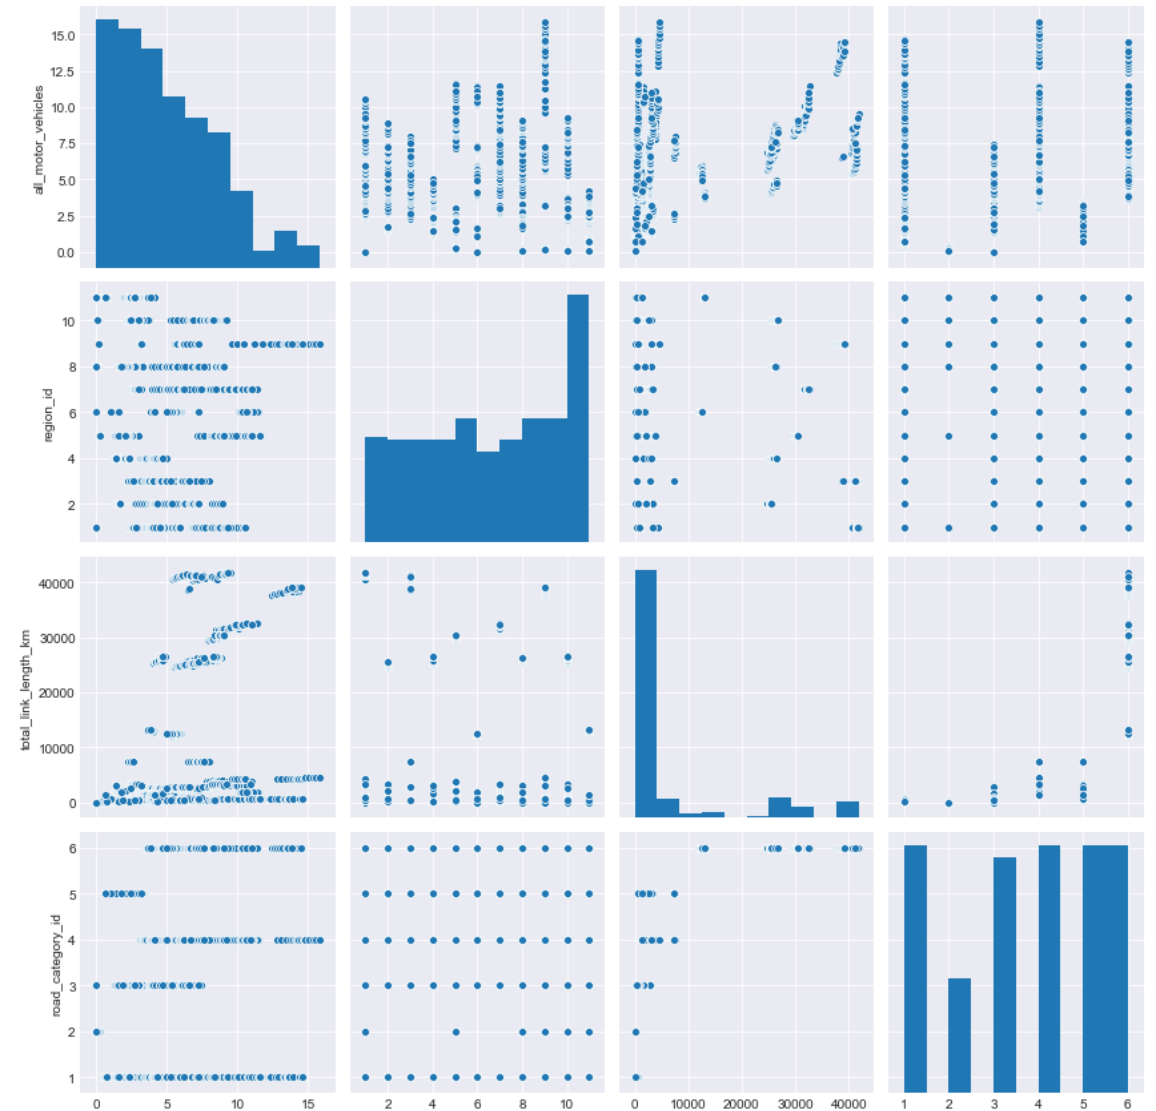 15.0
12.5
10.0
7.5
5.0
2.5
0.0
all_motor_vehicles
10
8
6
4
2
region_id
40000
30000
20000
10000
0
total_link_length_km
6
5
4
3
2
1
road_category_id
0 5 10 15
2 4 6 8 10
0 10000 20000 30000 40000
1 2 3 4 5 6